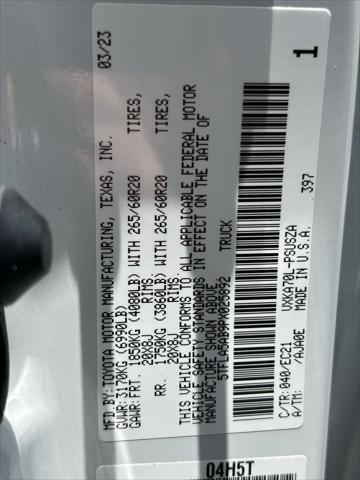 MFD.BY:TOYOTA MOTOR MANUFACTURING, TEXAS, INC. 03/23
GVWR:3170KG(6990LB)
GAWR:FRT. 1850KG (4080LB) WITH 265/60R20 TIRES,
20X8J RIMS
RR. 1750KG (3860LB) WITH 265/60R20 TIRES,
20X8J RIMS
THIS VEHICLE CONFORMS TO ALL APPLICABLE FEDERAL MOTOR
VEHICLE SAFETY STANDARDS IN EFFECT ON THE DATE OF
MANUFACTURE SHOWN ABOVE.
5TFLA5AB9PX025892 TRUCK
C/TR: 040/EC21 VXKA70L-PSUSZA
A/TM: /AJA0E MADE IN U.S.A.
397
1
04H5T